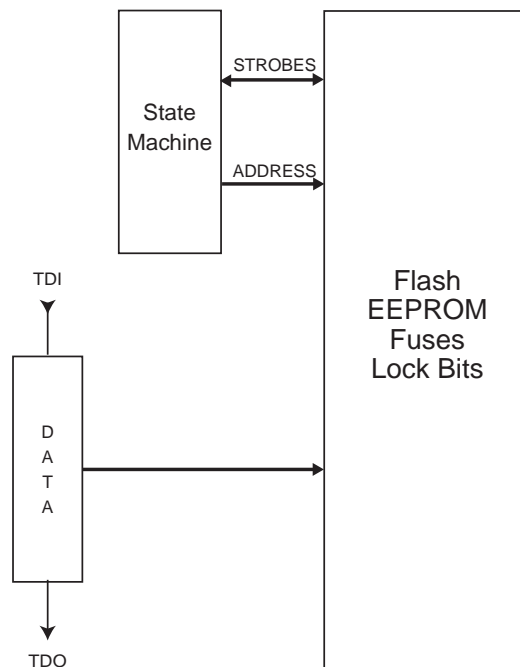 STROBES
State
Machine
ADDRESS
TDI
Flash
EEPROM
Fuses
Lock Bits
D
A
T
A
TDO